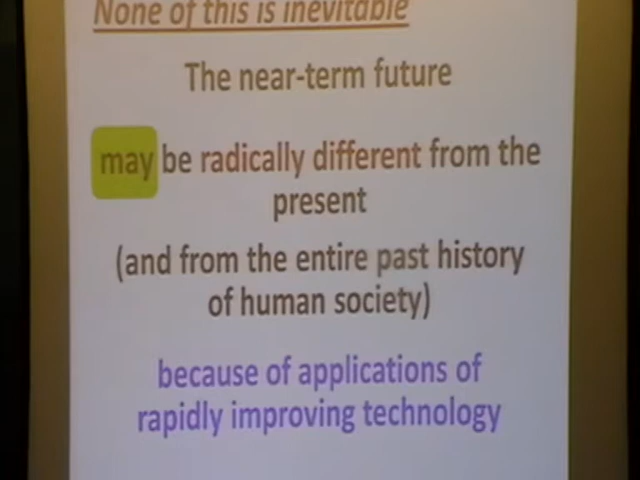 None of this is inevitable
The near-term future
may be radically different from the
present
(and from the entire past history
of human society)
because of applications of
rapidly improving technology